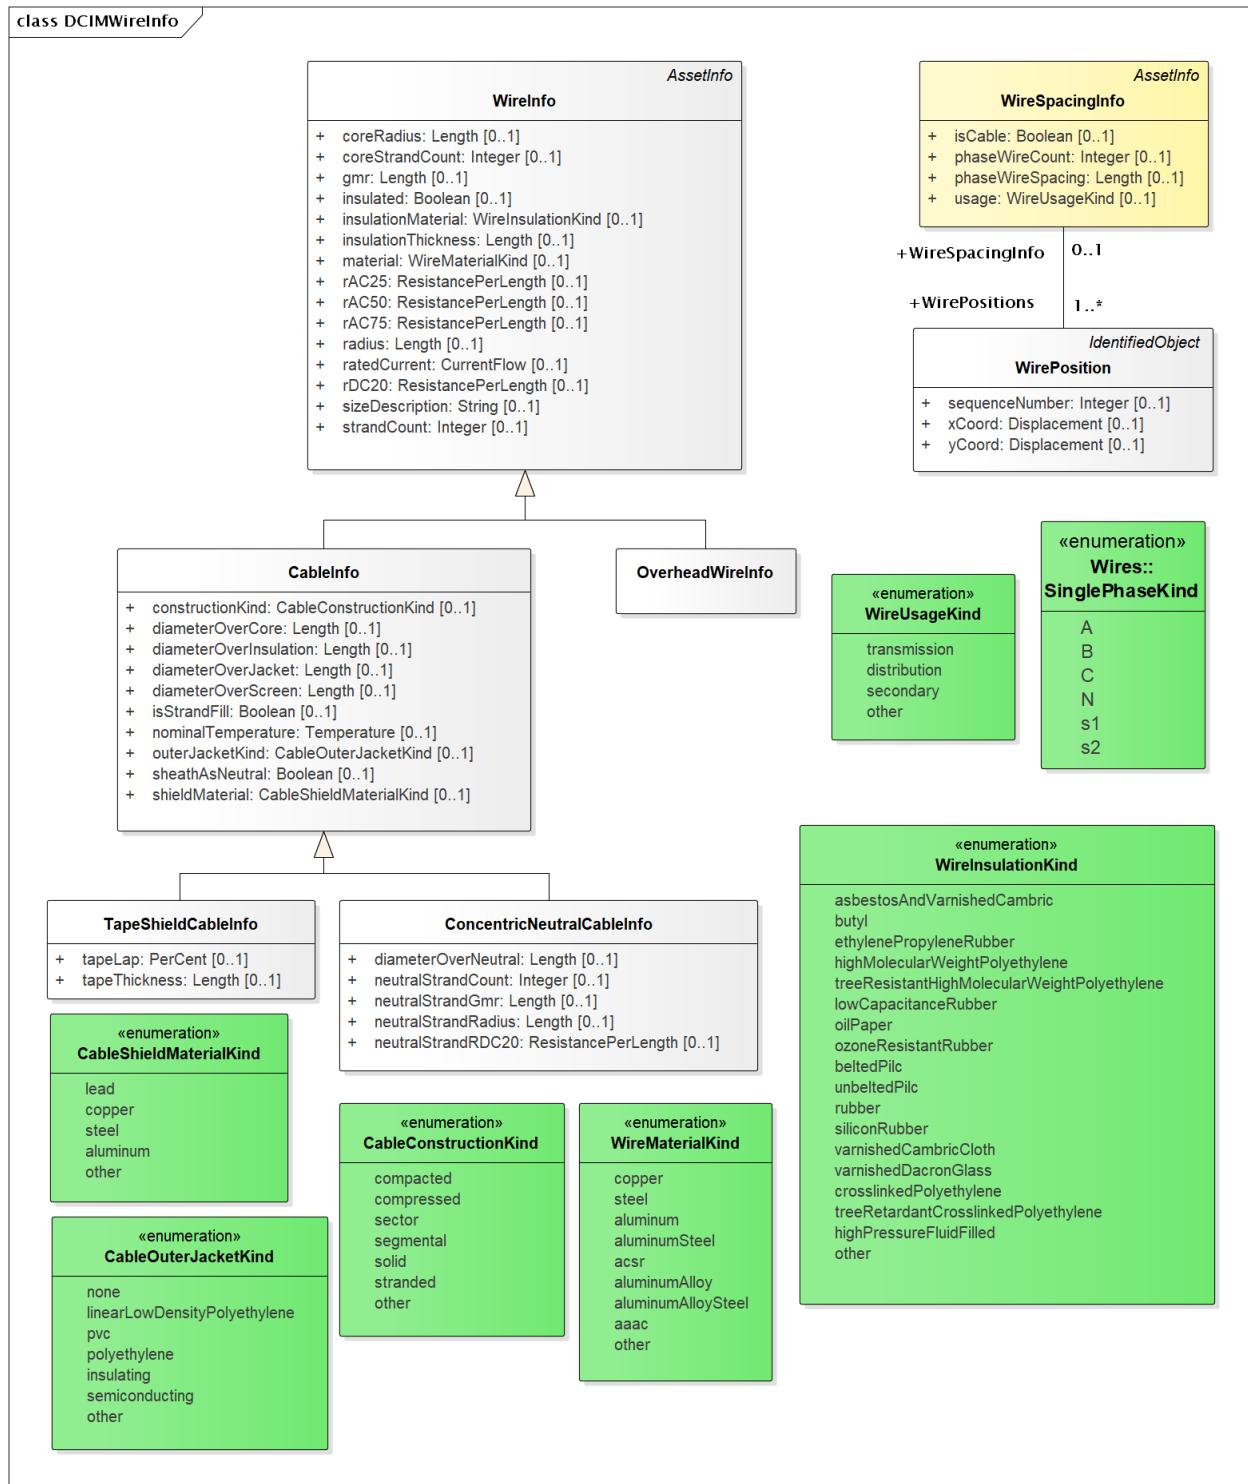 class DCIMWireInfo
AssetInfo
WireInfo
+ coreRadius: Length [0..1]
+ coreStrandCount: Integer [0..1]
+ gmr: Length [0..1]
+ insulated: Boolean [0..1]
+ insulationMaterial: WireInsulationKind [0..1]
+ insulationThickness: Length [0..1]
+ material: WireMaterialKind [0..1]
+ rAC25: ResistancePerLength [0..1]
+ rAC50: ResistancePerLength [0..1]
+ rAC75: ResistancePerLength [0..1]
+ radius: Length [0..1]
+ ratedCurrent: CurrentFlow [0..1]
+ rDC20: ResistancePerLength [0..1]
+ sizeDescription: String [0..1]
+ strandCount: Integer [0..1]
AssetInfo
WireSpacingInfo
+ isCable: Boolean [0..1]
+ phaseWireCount: Integer [0..1]
+ phaseWireSpacing: Length [0..1]
+ usage: WireUsageKind [0..1]
+WireSpacingInfo 0..1
+WirePositions 1..*
IdentifiedObject
WirePosition
+ sequenceNumber: Integer [0..1]
+ xCoord: Displacement [0..1]
+ yCoord: Displacement [0..1]
CableInfo
+ constructionKind: CableConstructionKind [0..1]
+ diameterOverCore: Length [0..1]
+ diameterOverInsulation: Length [0..1]
+ diameterOverJacket: Length [0..1]
+ diameterOverScreen: Length [0..1]
+ isStrandFill: Boolean [0..1]
+ nominalTemperature: Temperature [0..1]
+ outerJacketKind: CableOuterJacketKind [0..1]
+ sheathAsNeutral: Boolean [0..1]
+ shieldMaterial: CableShieldMaterialKind [0..1]
OverheadWireInfo
«enumeration»
WireUsageKind
transmission
distribution
secondary
other
«enumeration»
Wires::
SinglePhaseKind
A
B
C
N
s1
s2
TapeShieldCableInfo
+ tapeLap: PerCent [0..1]
+ tapeThickness: Length [0..1]
ConcentricNeutralCableInfo
+ diameterOverNeutral: Length [0..1]
+ neutralStrandCount: Integer [0..1]
+ neutralStrandGmr: Length [0..1]
+ neutralStrandRadius: Length [0..1]
+ neutralStrandRDC20: ResistancePerLength [0..1]
«enumeration»
WireInsulationKind
asbestosAndVarnishedCambric
butyl
ethylenePropyleneRubber
highMolecularWeightPolyethylene
treeResistantHighMolecularWeightPolyethylene
lowCapacitanceRubber
oilPaper
ozoneResistantRubber
beltedPilc
unbeltedPilc
rubber
siliconRubber
varnishedCambricCloth
varnishedDacronGlass
crosslinkedPolyethylene
treeRetardantCrosslinkedPolyethylene
highPressureFluidFilled
other
«enumeration»
CableShieldMaterialKind
lead
copper
steel
aluminum
other
«enumeration»
CableConstructionKind
compacted
compressed
sector
segmental
solid
stranded
other
«enumeration»
WireMaterialKind
copper
steel
aluminum
aluminumSteel
acsr
aluminumAlloy
aluminumAlloySteel
aaac
other
«enumeration»
CableOuterJacketKind
none
linearLowDensityPolyethylene
pvc
polyethylene
insulating
semiconducting
other